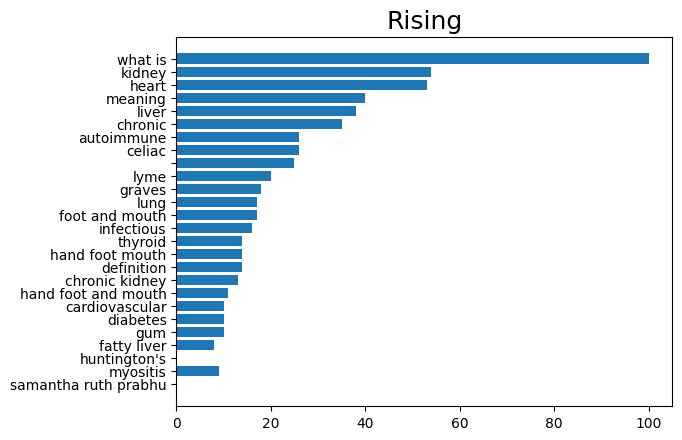 Rising
what is
kidney
heart
meaning
liver
chronic
autoimmune
celiac
lyme
graves
lung
foot and mouth
infectious
thyroid
hand foot mouth
definition
chronic kidney
hand foot and mouth
cardiovascular
diabetes
gum
fatty liver
huntington's
myositis
samantha ruth prabhu
0 20 40 60 80 100